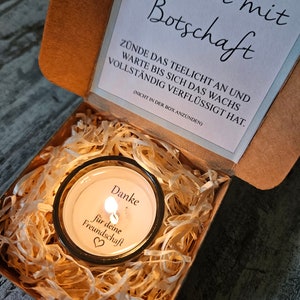 mit
Botschaft
ZÜNDE DAS TEELICHT AN UND
WARTE BIS SICH DAS WACHS
VOLLSTÄNDIG VERFLÜSSIGT HAT.
(NICHT IN DER BOX ANZÜNDEN)
Danke
für deine
Freundschaft